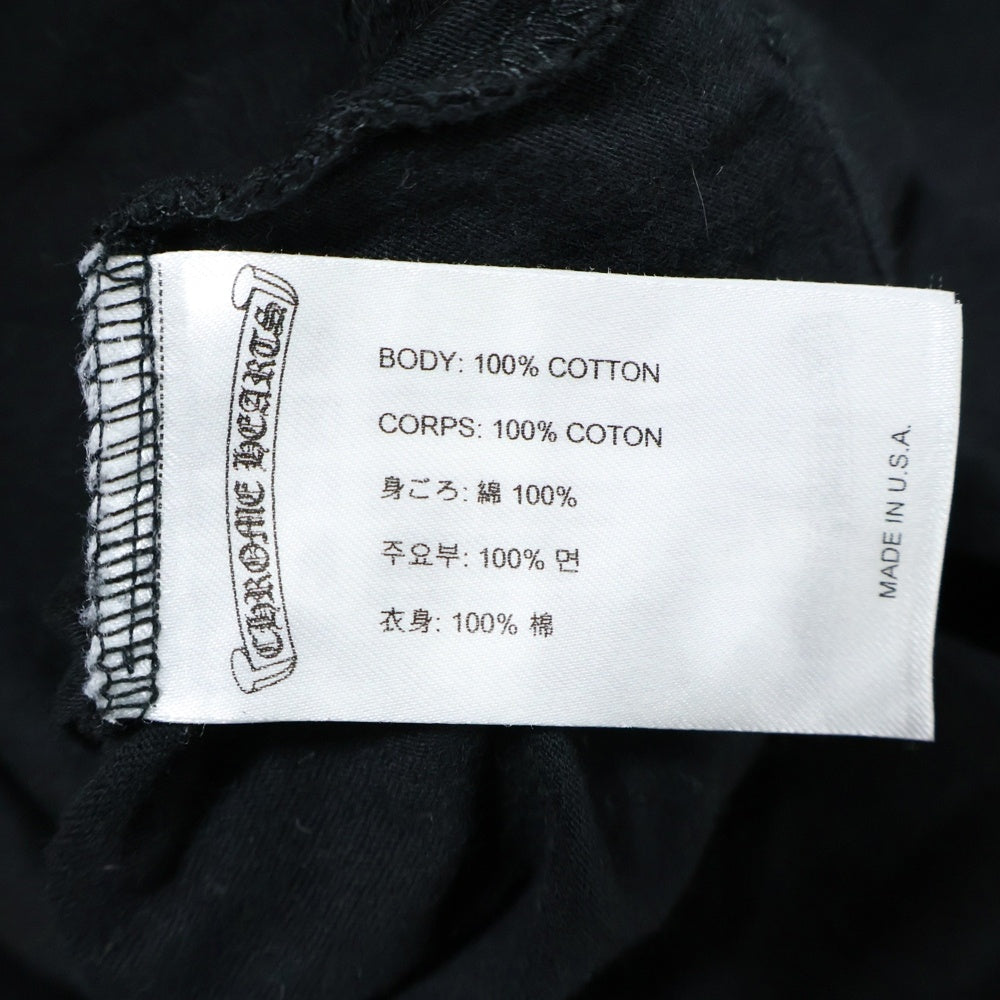 CHROME HEARTS
BODY: 100% COTTON
CORPS: 100% COTON
身ごろ: 綿 100%
주요부: 100% 면
衣身: 100% 棉
MADE IN U.S.A.